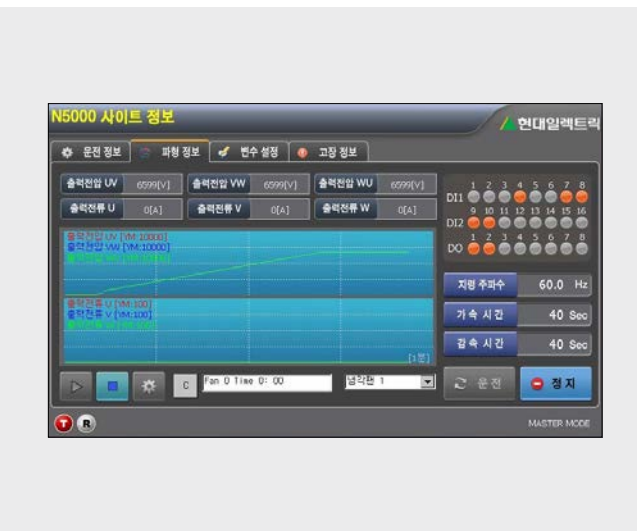 N5000 사이트 정보
현대일렉트릭
운전 정보
파형 정보
변수 설정
고장 정보
출력전압 UV 6599[V] 출력전압 VW 6599[V] 출력전압 WU 6599[V]
출력전류 U 0[A] 출력전류 V 0[A] 출력전류 W 0[A]
1 2 3 4 5 6 7 8
DI1
9 10 11 12 13 14 15 16
DI2
1 2 3 4 5 6 7 8
DO
출력전압 UV [YM:10000]
출력전압 VW [YM:10000]
출력전류 U [YM:100]
출력전류 V [YM:100]
[1분]
지령 주파수 60.0 Hz
가속 시간 40 Sec
감속 시간 40 Sec
C
Fan 0 Time 0: 00
냉각팬 1
운전
정지
T R
MASTER MODE